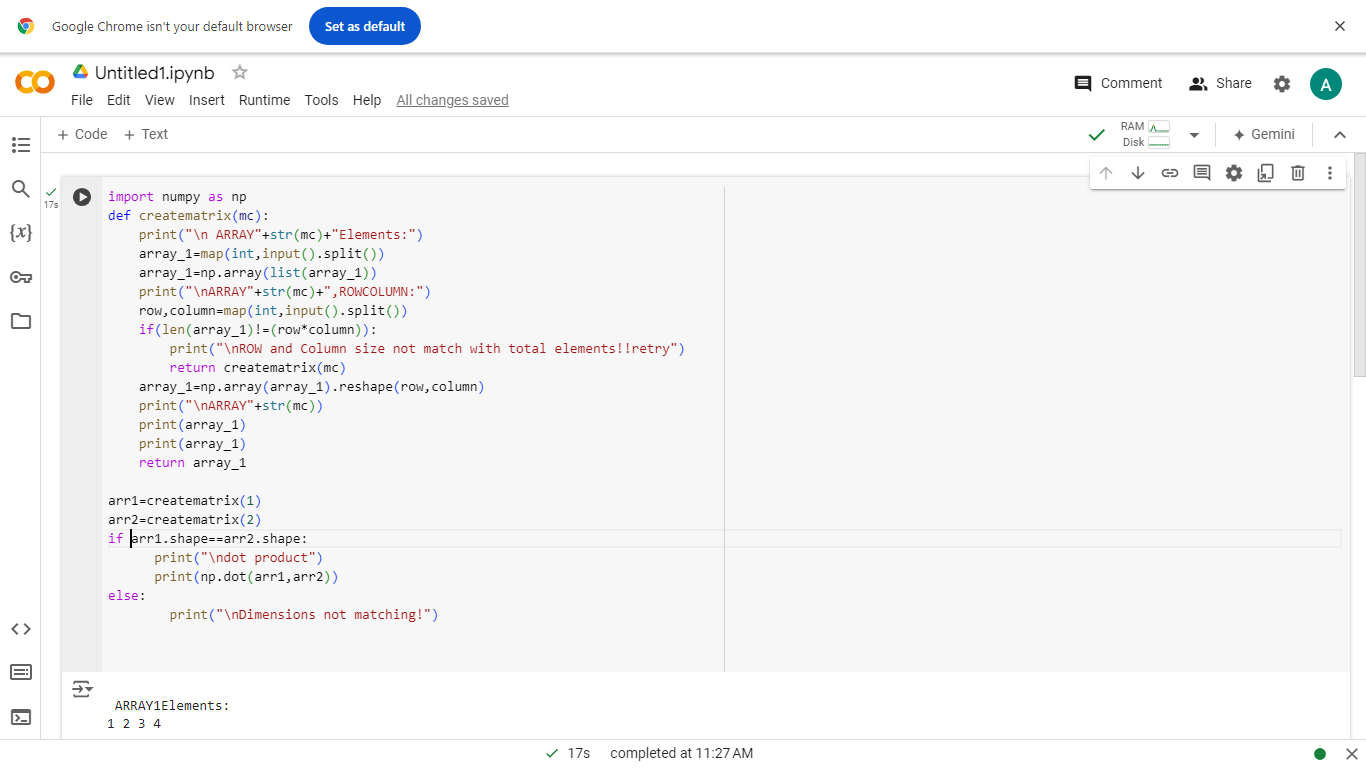 Google Chrome isn't your default browser
Set as default
Untitled1.ipynb
Comment
Share
A
File Edit View Insert Runtime Tools Help All changes saved
+ Code + Text
RAM
Disk
Gemini
17s
import numpy as np
def creatematrix(mc):
    print("\n ARRAY"+str(mc)+"Elements:")
    array_1=map(int,input().split())
    array_1=np.array(list(array_1))
    print("\nARRAY"+str(mc)+",ROWCOLUMN:")
    row,column=map(int,input().split())
    if(len(array_1)!=(row*column)):
        print("\nROW and Column size not match with total elements!!retry")
        return creatematrix(mc)
    array_1=np.array(array_1).reshape(row,column)
    print("\nARRAY"+str(mc))
    print(array_1)
    print(array_1)
    return array_1
arr1=creatematrix(1)
arr2=creatematrix(2)
if arr1.shape==arr2.shape:
      print("\ndot product")
      print(np.dot(arr1,arr2))
else:
        print("\nDimensions not matching!")
ARRAY1Elements:
1 2 3 4
17s completed at 11:27 AM